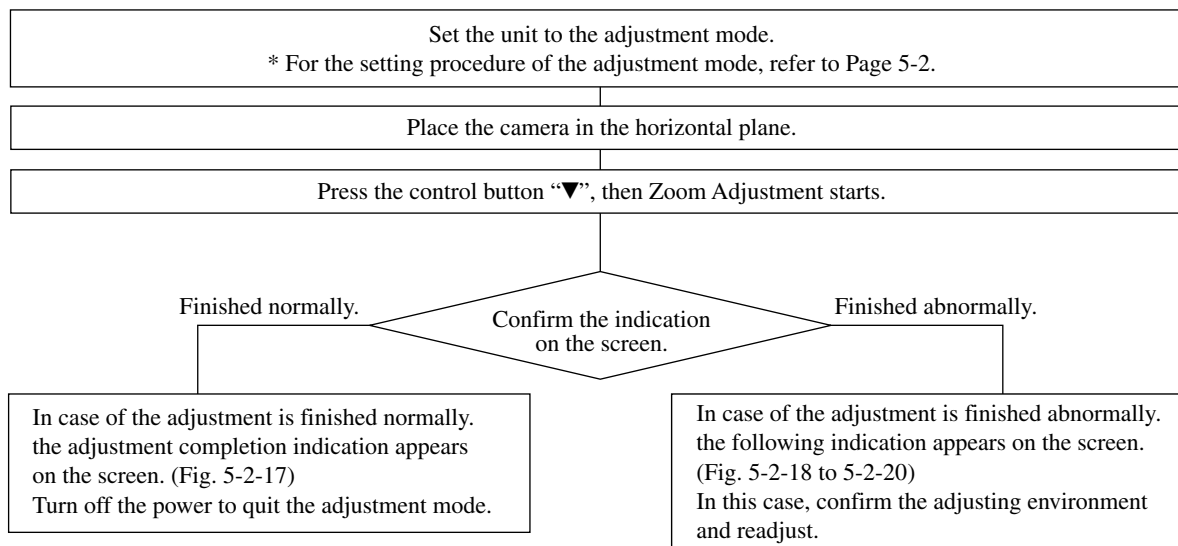 Set the unit to the adjustment mode.
* For the setting procedure of the adjustment mode, refer to Page 5-2.
Place the camera in the horizontal plane.
Press the control button “▼”, then Zoom Adjustment starts.
Finished normally.
Finished abnormally.
Confirm the indication
on the screen.
In case of the adjustment is finished normally.
the adjustment completion indication appears
on the screen. (Fig. 5-2-17)
Turn off the power to quit the adjustment mode.
In case of the adjustment is finished abnormally.
the following indication appears on the screen.
(Fig. 5-2-18 to 5-2-20)
In this case, confirm the adjusting environment
and readjust.